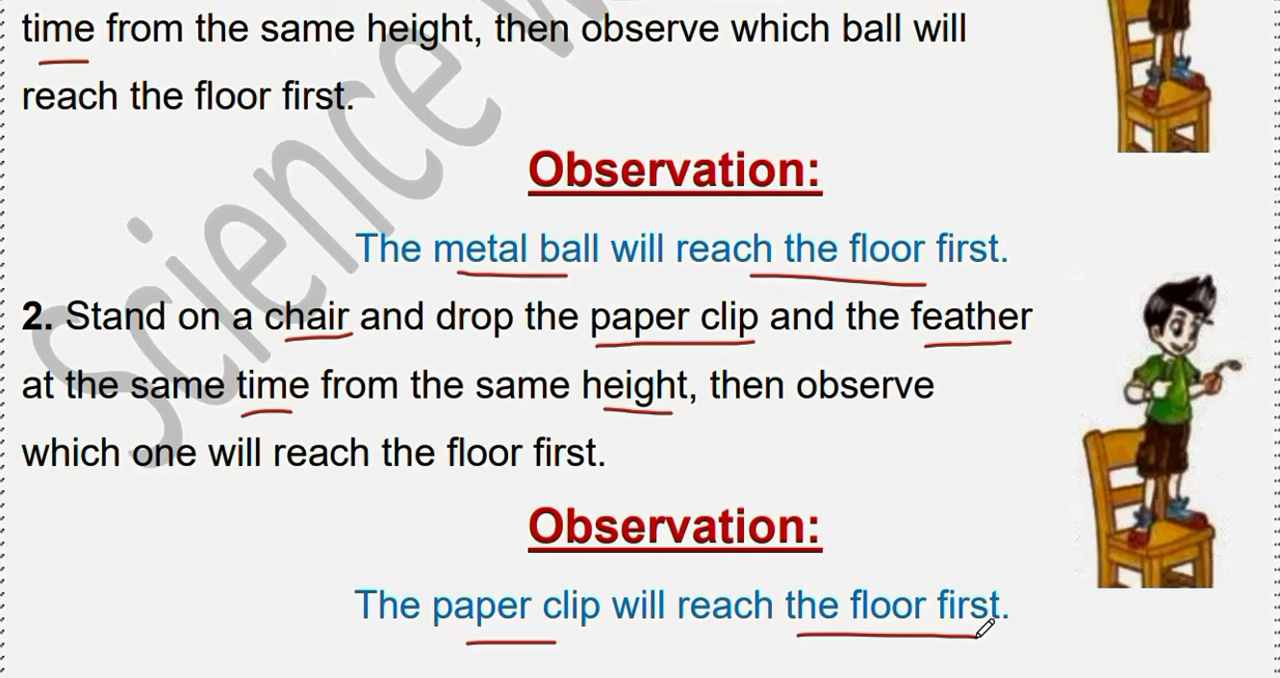 time from the same height, then observe which ball will
reach the floor first.
Observation:
The metal ball will reach the floor first.
2. Stand on a chair and drop the paper clip and the feather
at the same time from the same height, then observe
which one will reach the floor first.
Observation:
The paper clip will reach the floor first.
Science